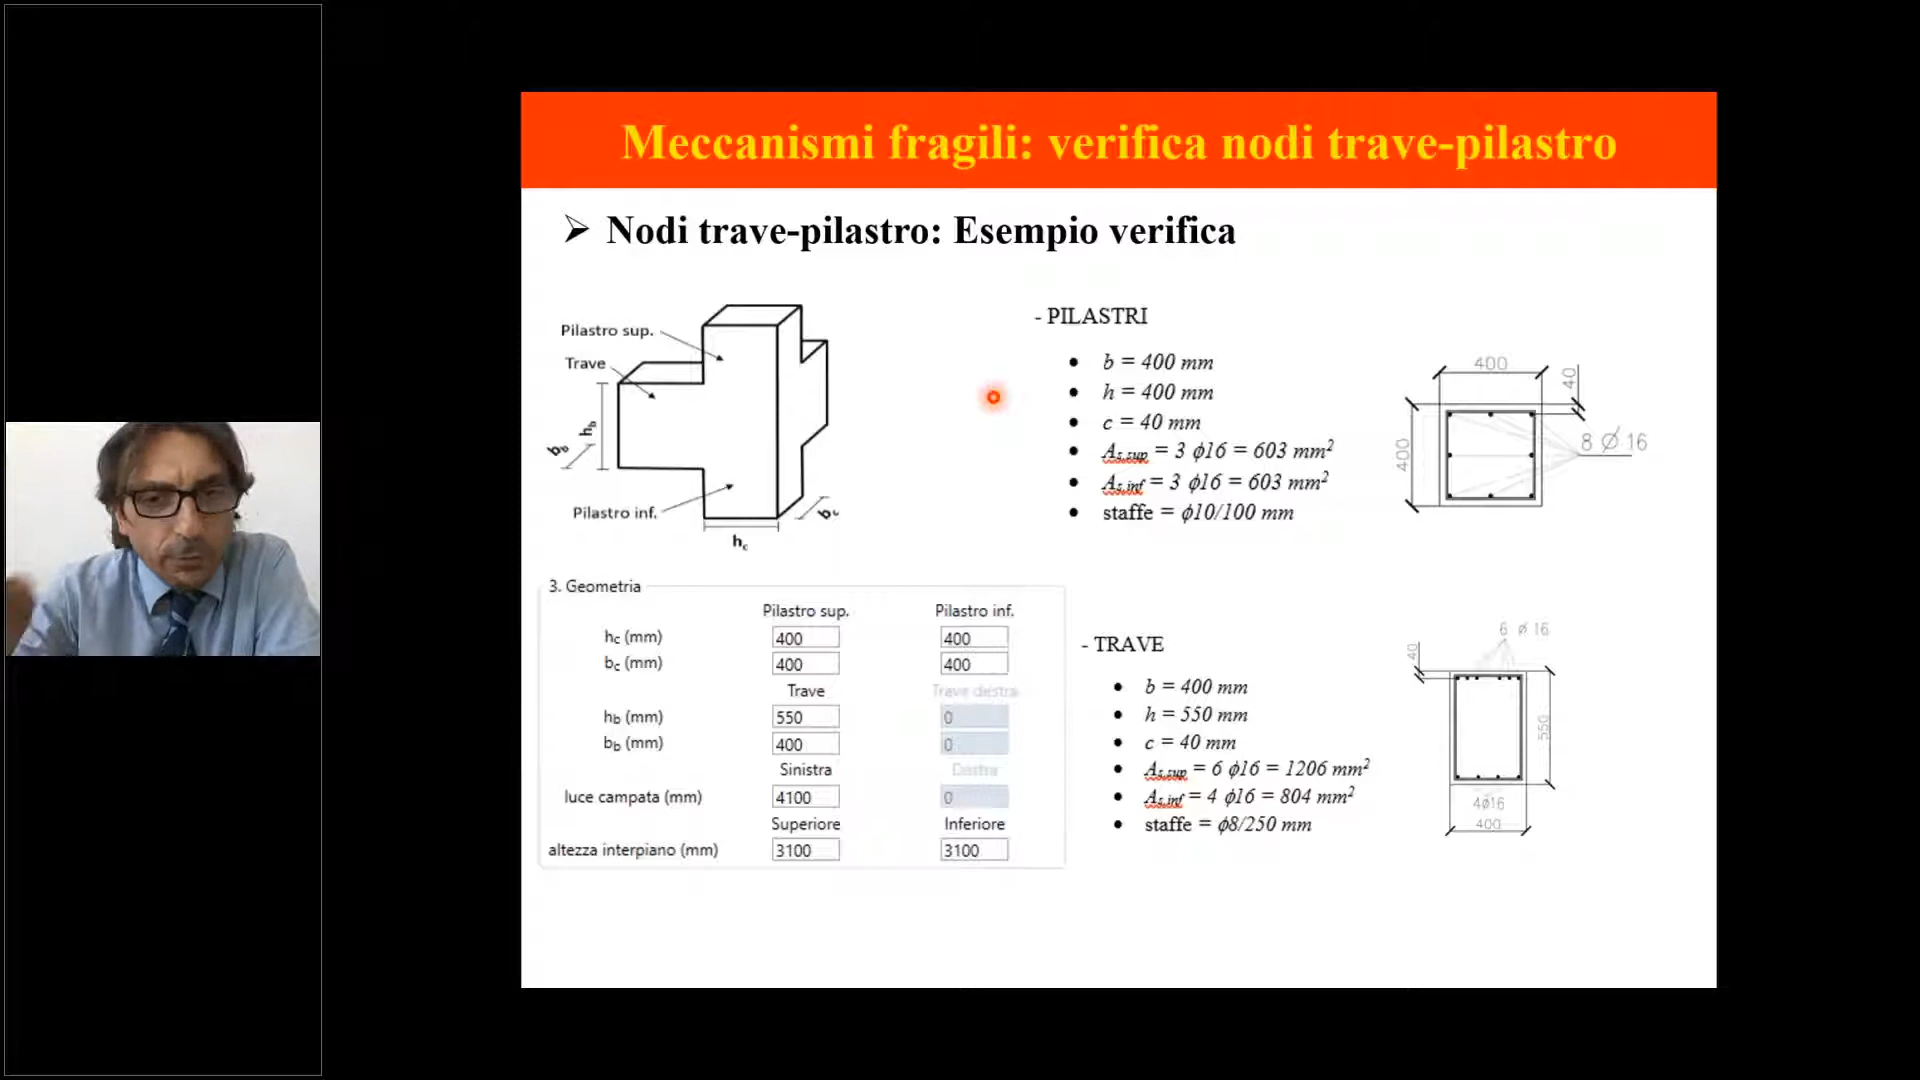 Meccanismi fragili: verifica nodi trave-pilastro
Nodi trave-pilastro: Esempio verifica
Pilastro sup.
Trave
hb
bb
Pilastro inf.
bc
hc
- PILASTRI
b = 400 mm
h = 400 mm
c = 40 mm
As,sup = 3 ϕ16 = 603 mm²
As,inf = 3 ϕ16 = 603 mm²
staffe = ϕ10/100 mm
400
40
400
8 Ø 16
3. Geometria
Pilastro sup. Pilastro inf.
hc (mm) 400 400
bc (mm) 400 400
Trave Trave destra
hb (mm) 550 0
bb (mm) 400 0
Sinistra Destra
luce campata (mm) 4100 0
Superiore Inferiore
altezza interpiano (mm) 3100 3100
- TRAVE
b = 400 mm
h = 550 mm
c = 40 mm
As,sup = 6 ϕ16 = 1206 mm²
As,inf = 4 ϕ16 = 804 mm²
staffe = ϕ8/250 mm
6 ø 16
40
550
4ø16
400